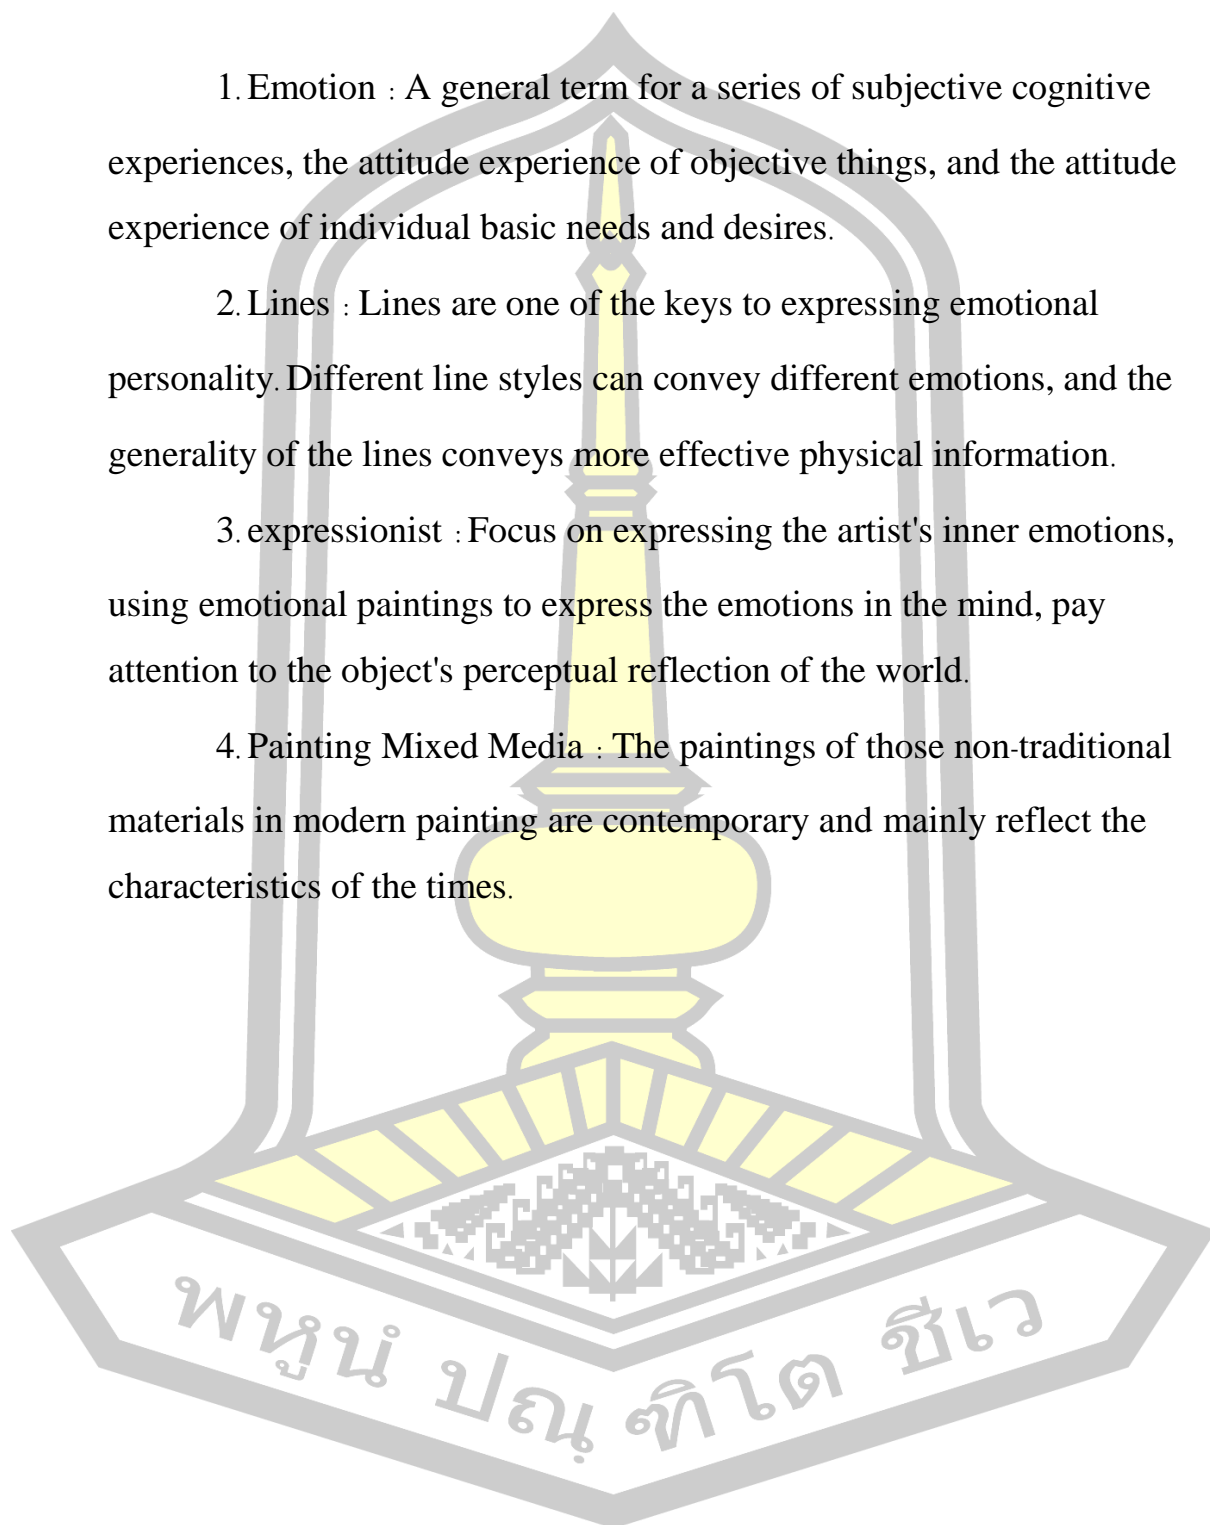 1. Emotion : A general term for a series of subjective cognitive
experiences, the attitude experience of objective things, and the attitude
experience of individual basic needs and desires.
2. Lines : Lines are one of the keys to expressing emotional
personality. Different line styles can convey different emotions, and the
generality of the lines conveys more effective physical information.
3. expressionist : Focus on expressing the artist's inner emotions,
using emotional paintings to express the emotions in the mind, pay
attention to the object's perceptual reflection of the world.
4. Painting Mixed Media : The paintings of those non-traditional
materials in modern painting are contemporary and mainly reflect the
characteristics of the times.
พหูนํ ปณฺฑิโต ชีเว